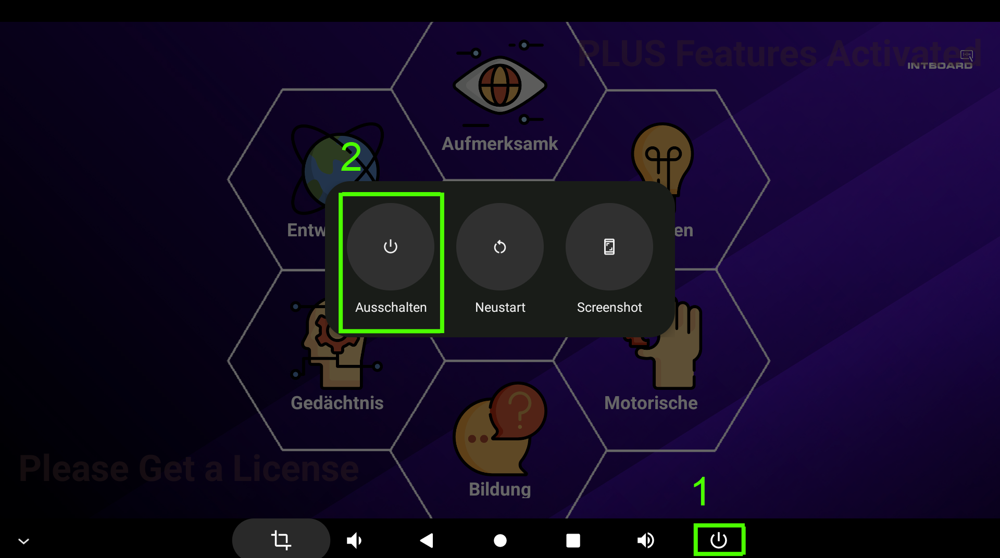 PLUS Features Activated
INTBOARD
Aufmerksamk
2
Entw
en
Ausschalten
Neustart
Screenshot
Gedächtnis
Motorische
?
Please Get a License
Bildung
1